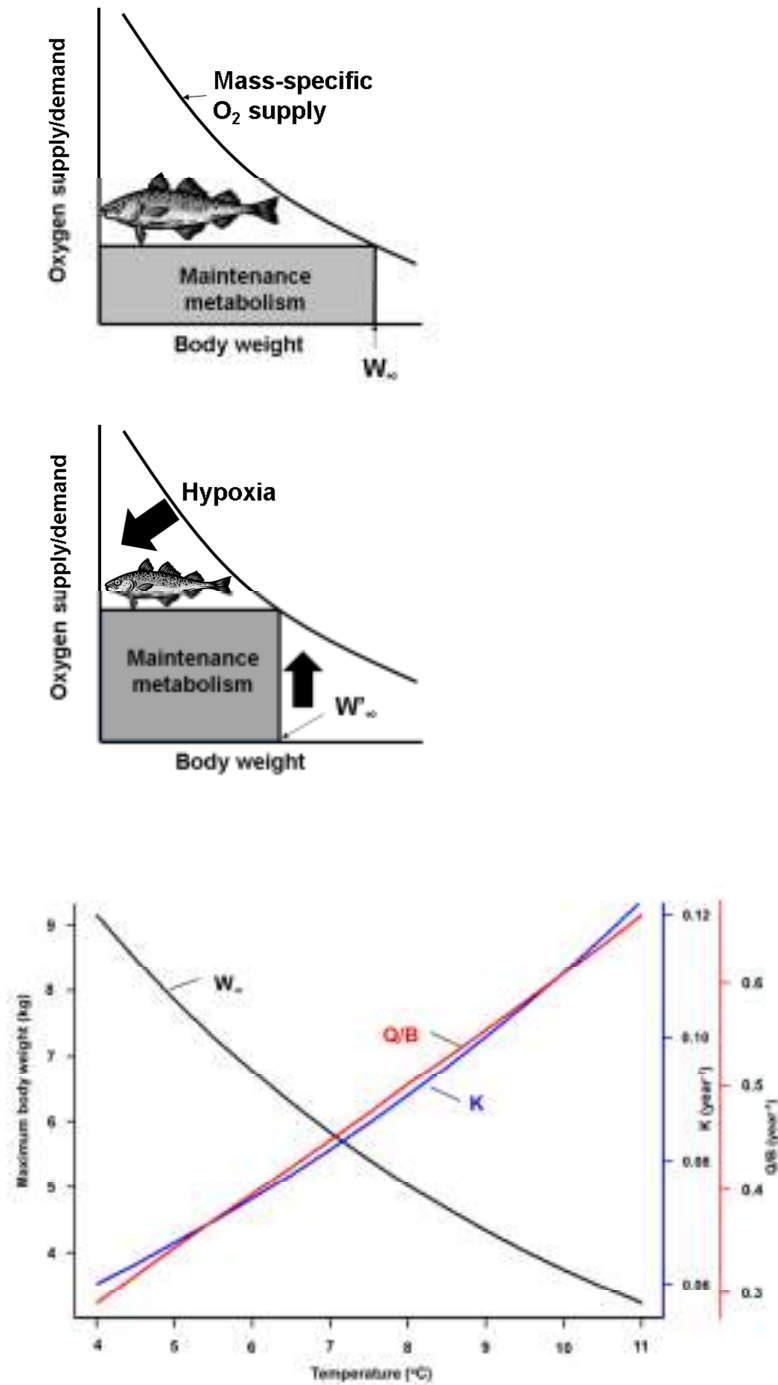 Oxygen supply/demand
Mass-specific
O₂ supply
Maintenance
metabolism
Body weight
W∞
Oxygen supply/demand
Hypoxia
Maintenance
metabolism
W'∞
Body weight
Maximum body weight (kg)
9
8
7
6
5
4
W∞
Q/B
K
0.12
0.10
0.08
0.06
K (year⁻¹)
0.6
0.5
0.4
0.3
Q/B (year⁻¹)
4 5 6 7 8 9 10 11
Temperature (°C)